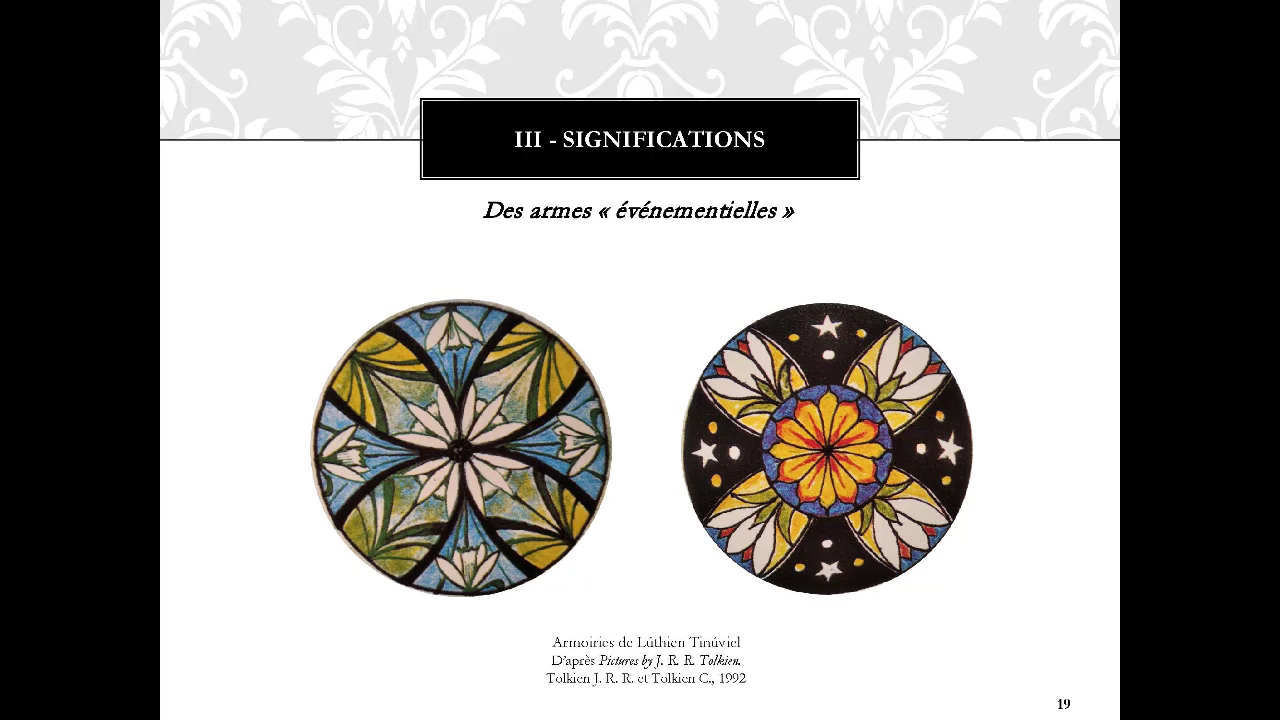 III - SIGNIFICATIONS
Des armes « événementielles »
Armoiries de Lúthien Tinúviel
D'après Pictures by J. R. R. Tolkien.
Tolkien J. R. R. et Tolkien C., 1992
19